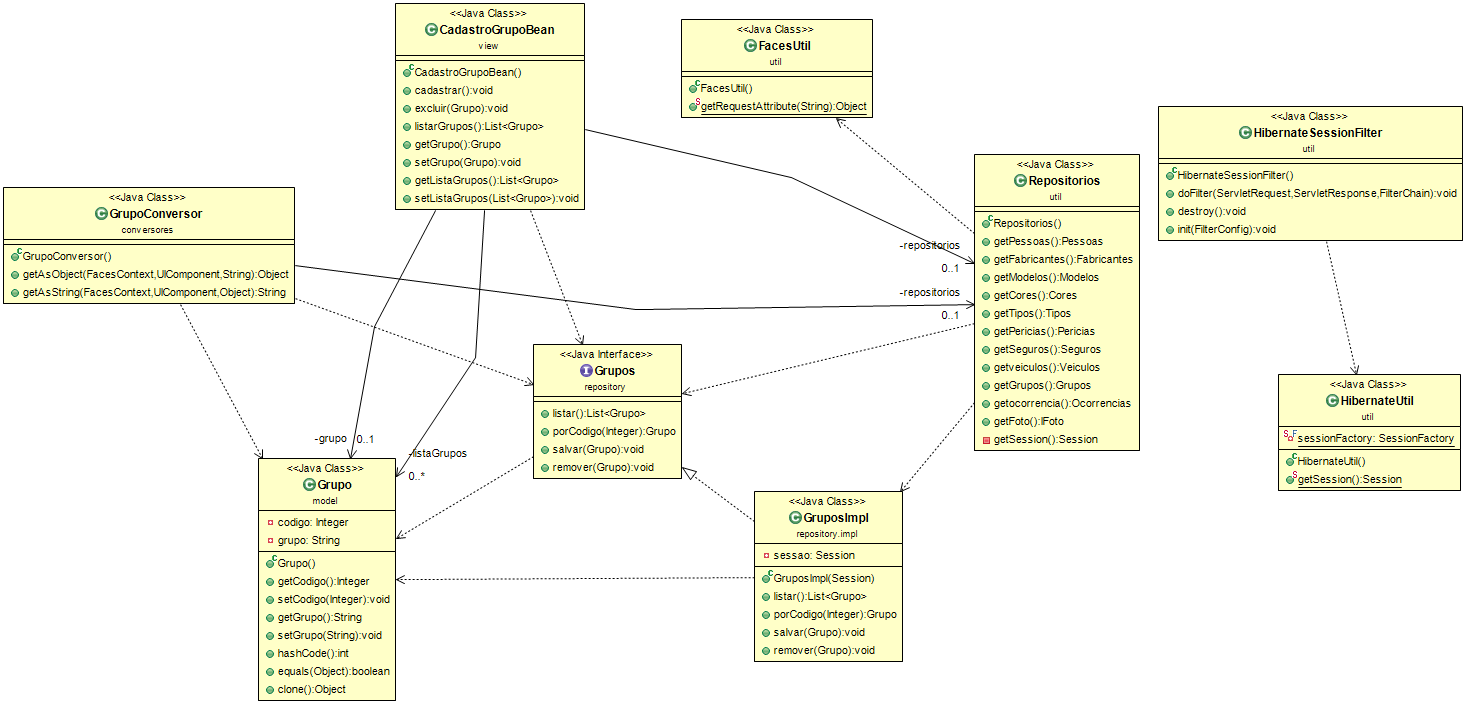 <<Java Class>>
CadastroGrupoBean
view
CadastroGrupoBean()
cadastrar():void
excluir(Grupo):void
listarGrupos():List<Grupo>
getGrupo():Grupo
setGrupo(Grupo):void
getListaGrupos():List<Grupo>
setListaGrupos(List<Grupo>):void
<<Java Class>>
FacesUtil
util
FacesUtil()
getRequestAttribute(String):Object
<<Java Class>>
HibernateSessionFilter
util
HibernateSessionFilter()
doFilter(ServletRequest,ServletResponse,FilterChain):void
destroy():void
init(FilterConfig):void
<<Java Class>>
Repositorios
util
Repositorios()
getPessoas():Pessoas
getFabricantes():Fabricantes
getModelos():Modelos
getCores():Cores
getTipos():Tipos
getPericias():Pericias
getSeguros():Seguros
getveiculos():Veiculos
getGrupos():Grupos
getocorrencia():Ocorrencias
getFoto():IFoto
getSession():Session
<<Java Class>>
GrupoConversor
conversores
GrupoConversor()
getAsObject(FacesContext,UIComponent,String):Object
getAsString(FacesContext,UIComponent,Object):String
-repositorios
0..1
-repositorios
0..1
<<Java Interface>>
Grupos
repository
listar():List<Grupo>
porCodigo(Integer):Grupo
salvar(Grupo):void
remover(Grupo):void
<<Java Class>>
HibernateUtil
util
sessionFactory: SessionFactory
HibernateUtil()
getSession():Session
-grupo
0..1
-listaGrupos
0..*
<<Java Class>>
Grupo
model
codigo: Integer
grupo: String
Grupo()
getCodigo():Integer
setCodigo(Integer):void
getGrupo():String
setGrupo(String):void
hashCode():int
equals(Object):boolean
clone():Object
<<Java Class>>
GruposImpl
repository.impl
sessao: Session
GruposImpl(Session)
listar():List<Grupo>
porCodigo(Integer):Grupo
salvar(Grupo):void
remover(Grupo):void